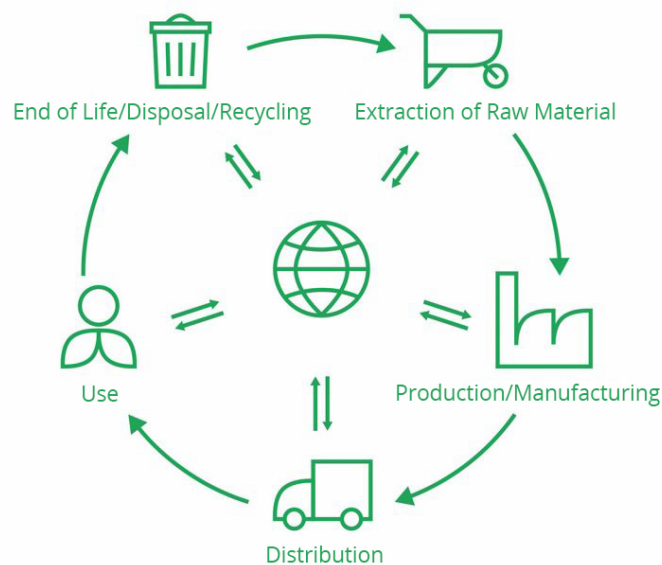 End of Life/Disposal/Recycling
Extraction of Raw Material
Use
Production/Manufacturing
Distribution